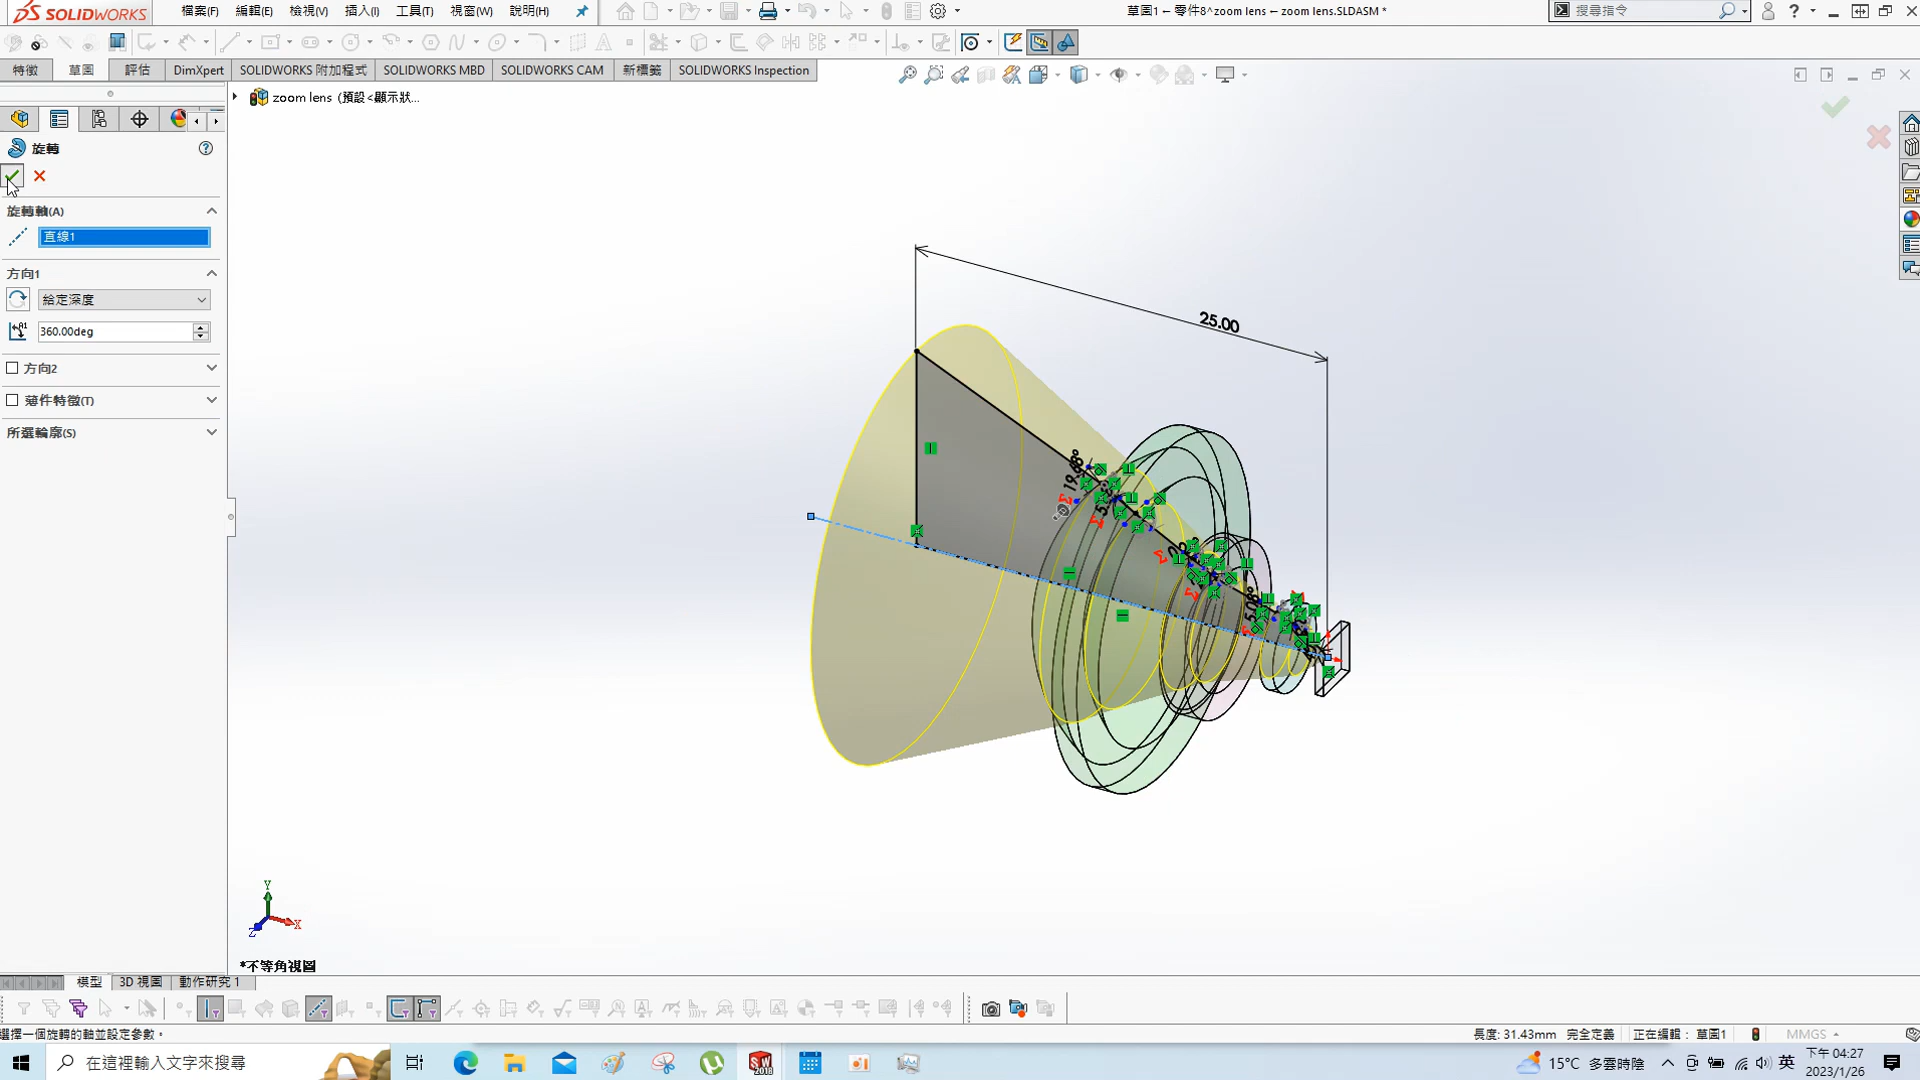 SOLIDWORKS 檔案(F) 編輯(E) 檢視(V) 插入(I) 工具(T) 視窗(W) 說明(H) 草圖1 ← 零件8^zoom lens ← zoom lens.SLDASM * 搜尋指令
特徵 草圖 評估 DimXpert SOLIDWORKS 附加程式 SOLIDWORKS MBD SOLIDWORKS CAM 新標籤 SOLIDWORKS Inspection
zoom lens (預設<顯示狀...
旋轉
旋轉軸(A)
直線1
方向1
給定深度
360.00deg
方向2
薄件特徵(T)
所選輪廓(S)
25.00
Y
X
Z
*不等角視圖
模型 3D 視圖 動作研究 1
選擇一個旋轉的軸並設定參數。 長度: 31.43mm 完全定義 正在編輯: 草圖1 MMGS
在這裡輸入文字來搜尋 15°C 多雲時陰 英 下午 04:27
2023/1/26